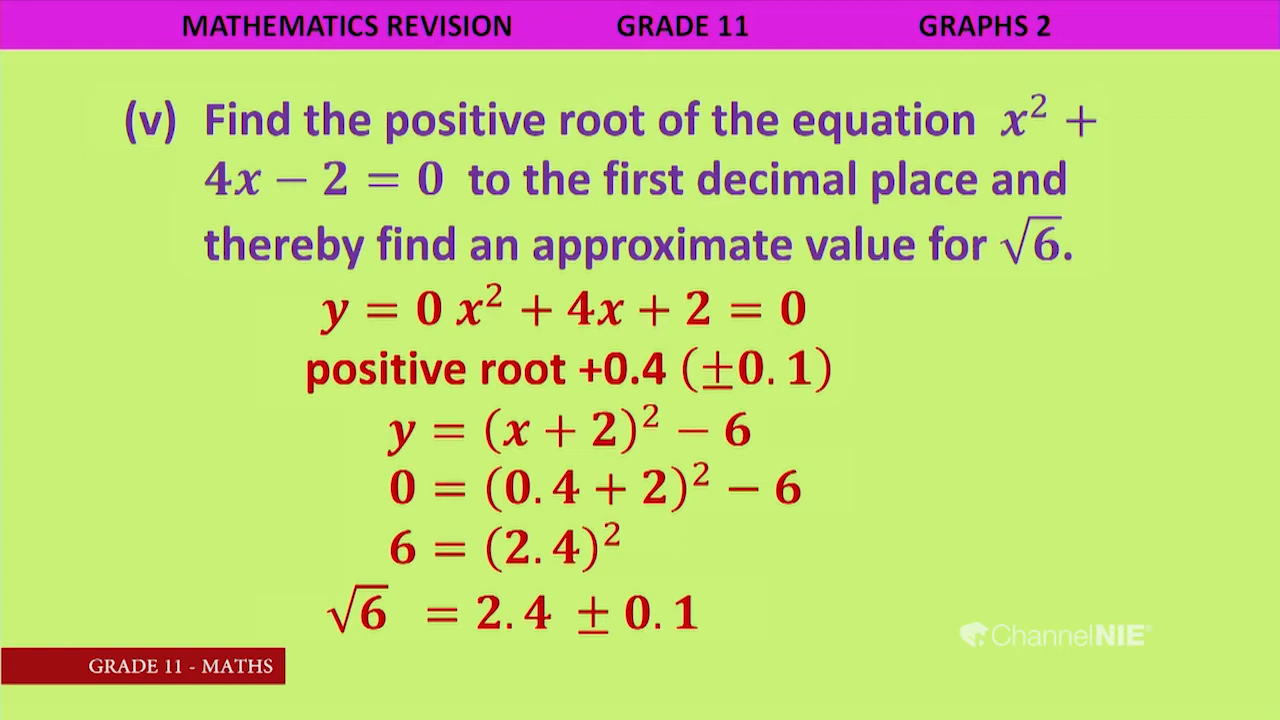 MATHEMATICS REVISION GRADE 11 GRAPHS 2
(v) Find the positive root of the equation x² +
4x − 2 = 0 to the first decimal place and
thereby find an approximate value for √6.
y = 0 x² + 4x + 2 = 0
positive root +0.4 (±0.1)
y = (x + 2)² − 6
0 = (0.4 + 2)² − 6
6 = (2.4)²
√6 = 2.4 ± 0.1
ChannelNIE
GRADE 11 - MATHS